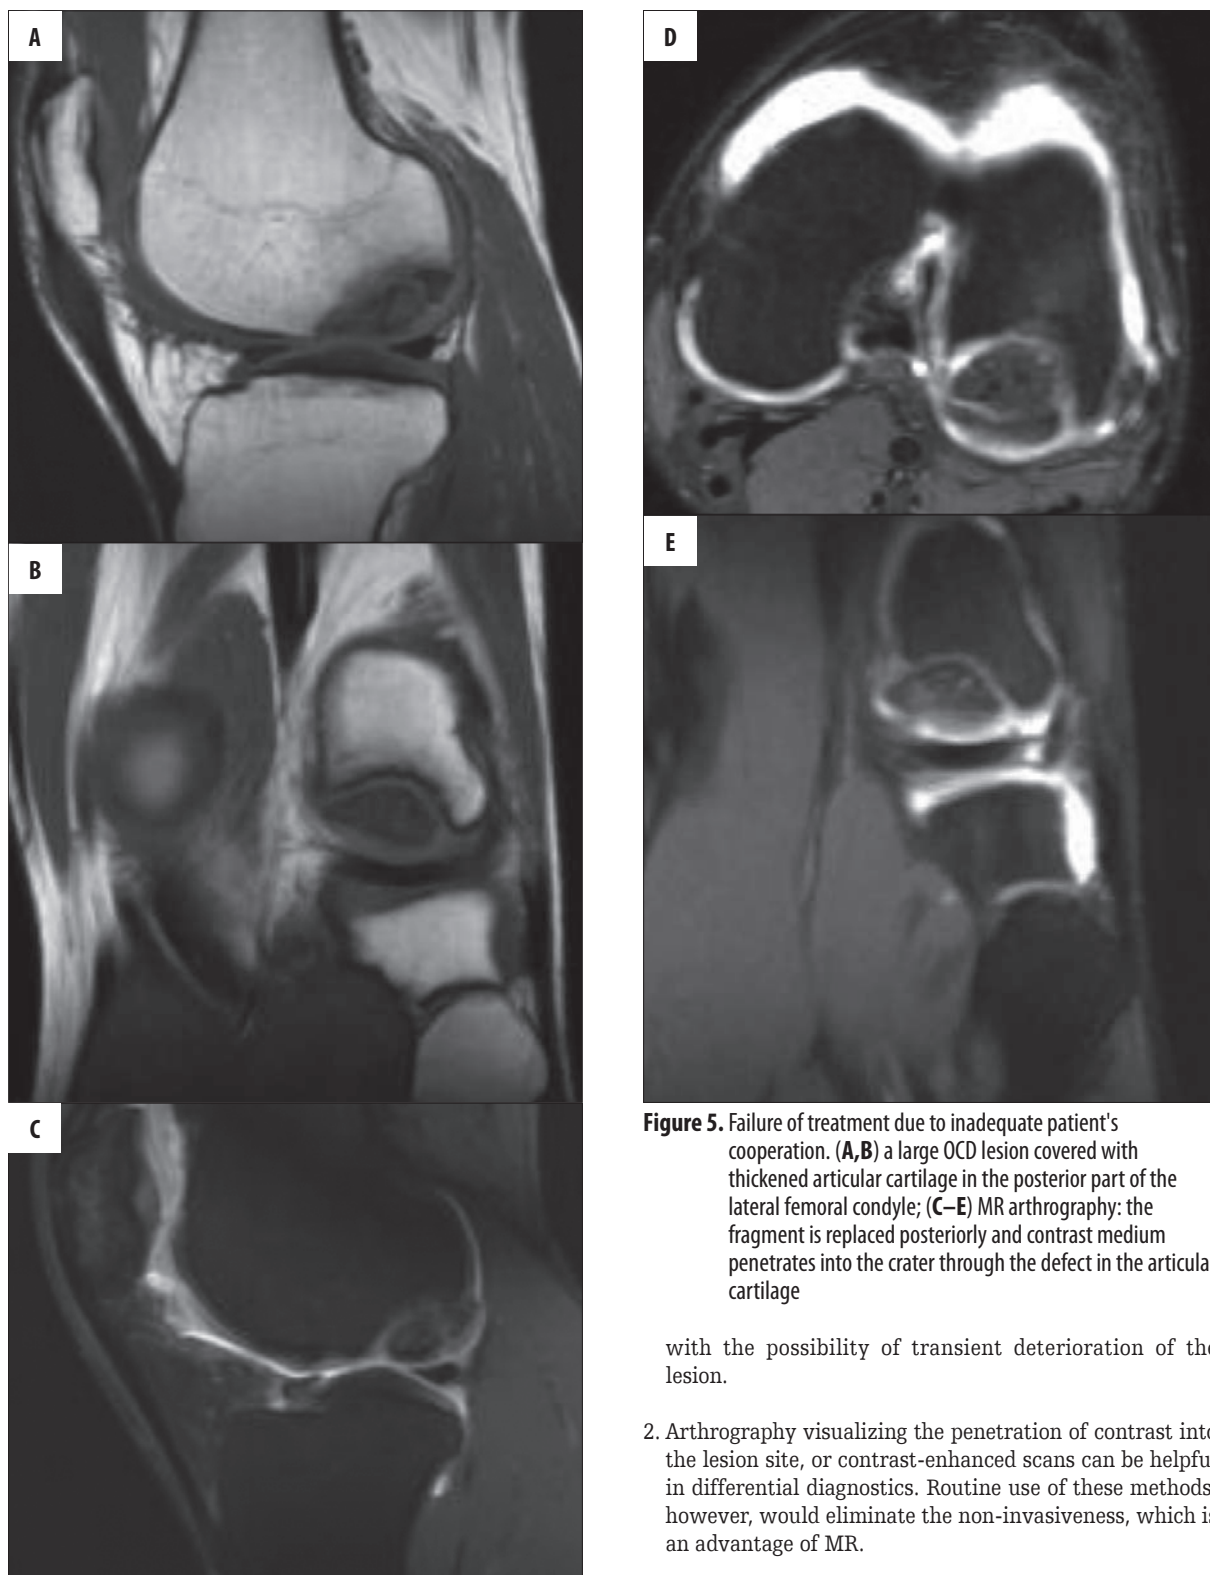 A
B
C
D
E
Figure 5. Failure of treatment due to inadequate patient's
cooperation. (A,B) a large OCD lesion covered with
thickened articular cartilage in the posterior part of the
lateral femoral condyle; (C–E) MR arthrography: the
fragment is replaced posteriorly and contrast medium
penetrates into the crater through the defect in the articula
cartilage
with the possibility of transient deterioration of the
lesion.
2. Arthrography visualizing the penetration of contrast into
the lesion site, or contrast-enhanced scans can be helpfu
in differential diagnostics. Routine use of these methods
however, would eliminate the non-invasiveness, which is
an advantage of MR.